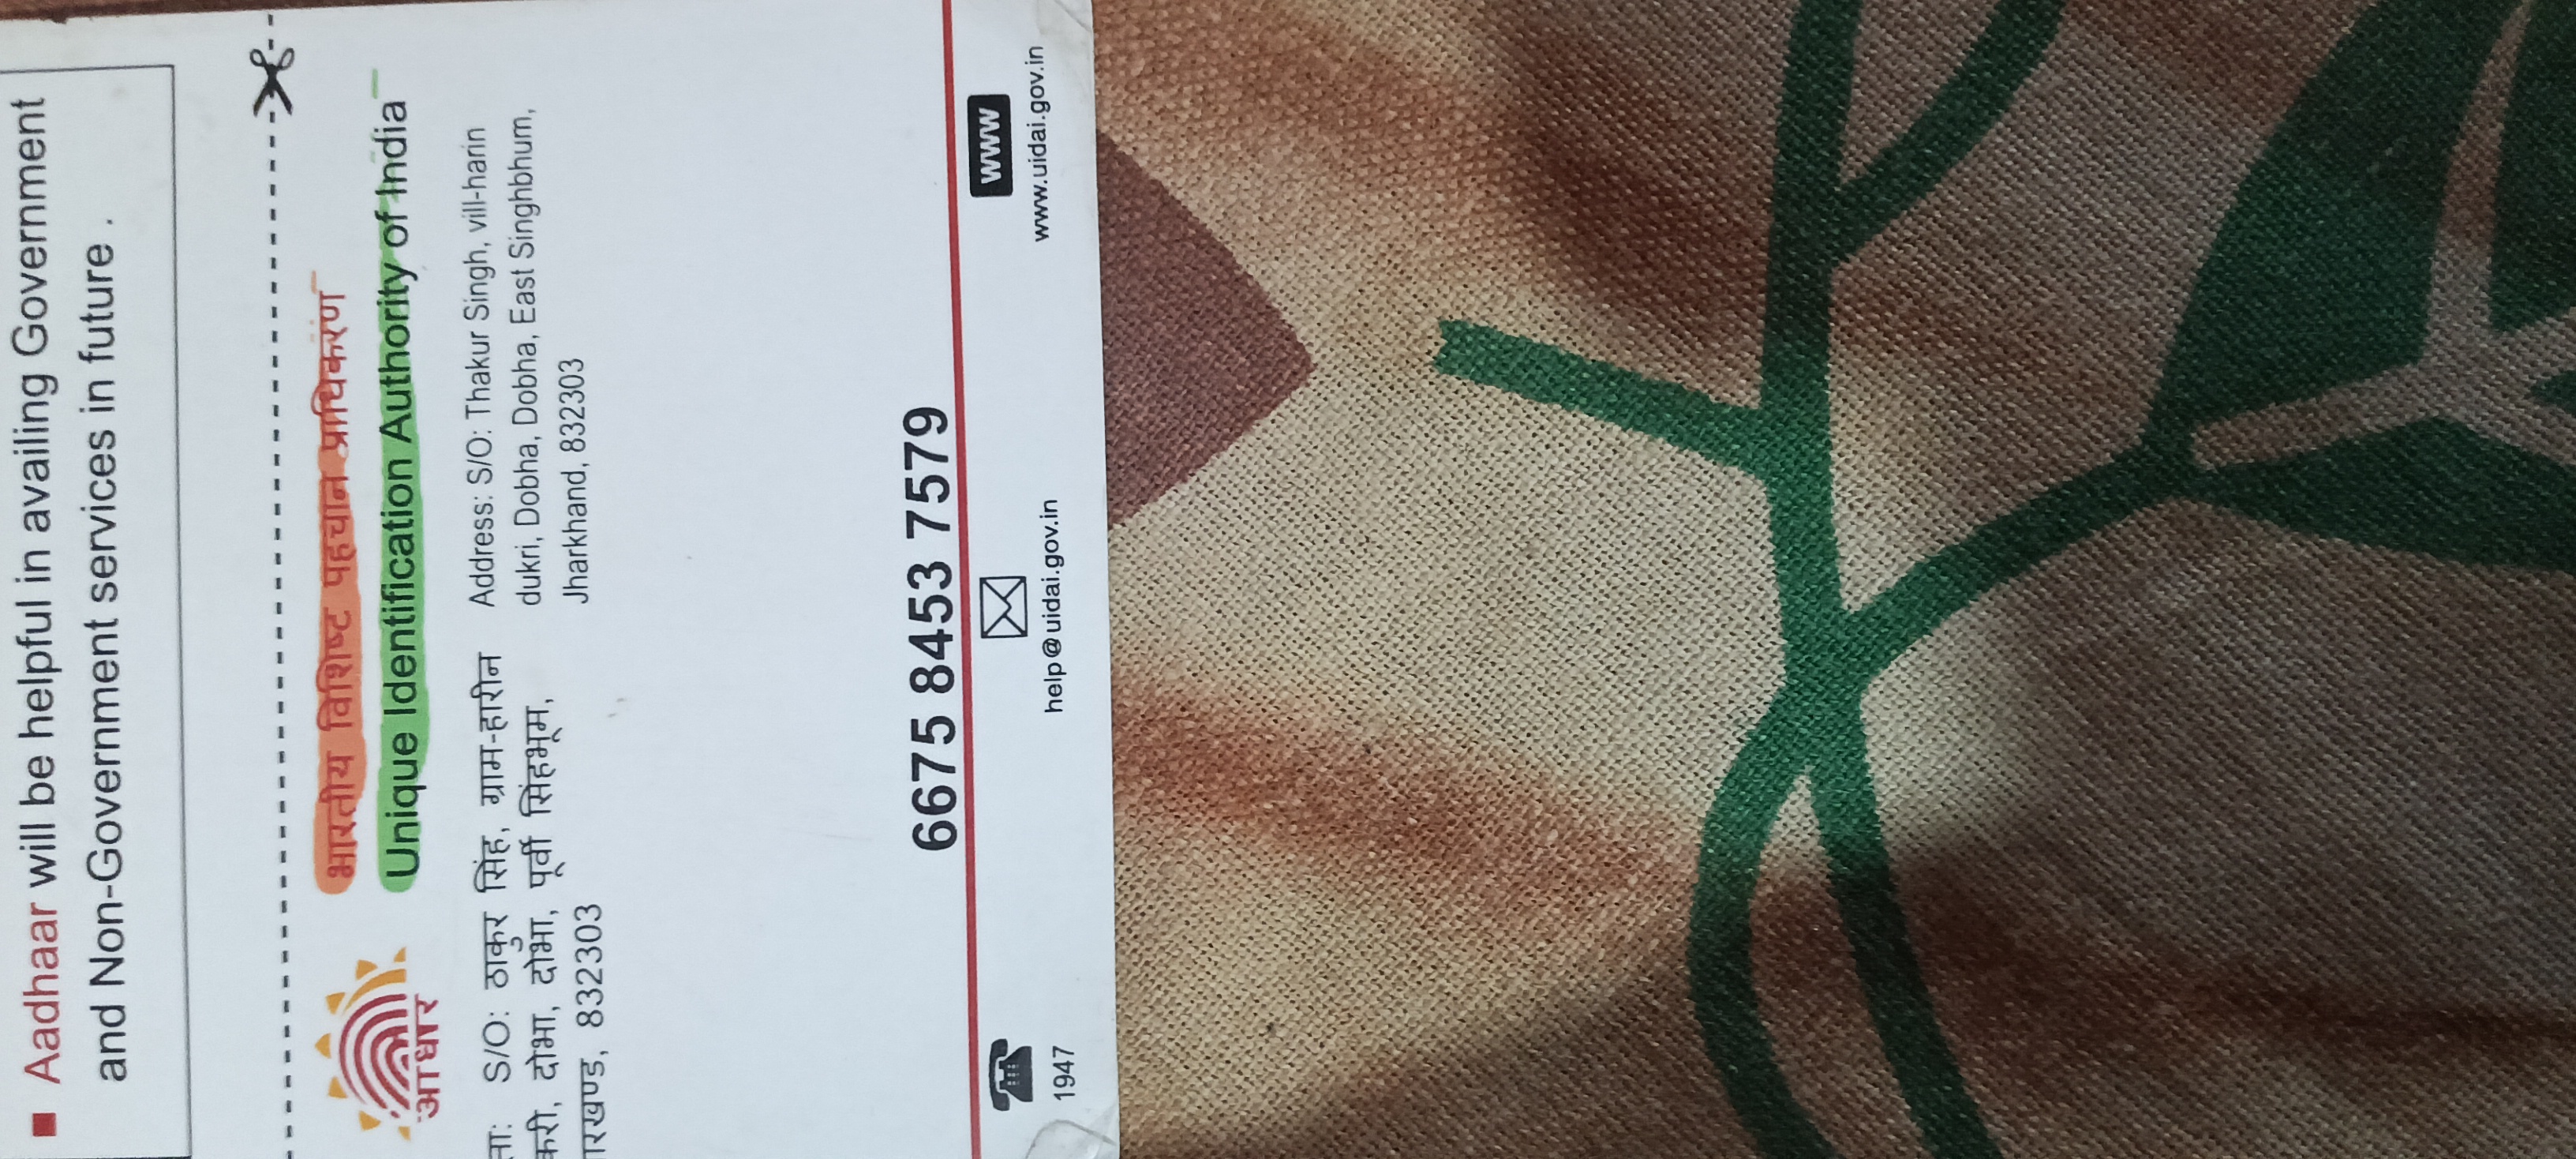 ■ Aadhaar will be helpful in availing Government
and Non-Government services in future .
भारतीय विशिष्ट पहचान प्राधिकरण
Unique Identification Authority of India
आधार
S/O: ठाकुर सिंह, ग्राम-हारीन
दोभा, दोभा, पूर्वी सिंहभूम,
832303
Address: S/O: Thakur Singh, vill-harin
dukri, Dobha, Dobha, East Singhbhum,
Jharkhand, 832303
6675 8453 7579
1947
help@uidai.gov.in
www
www.uidai.gov.in